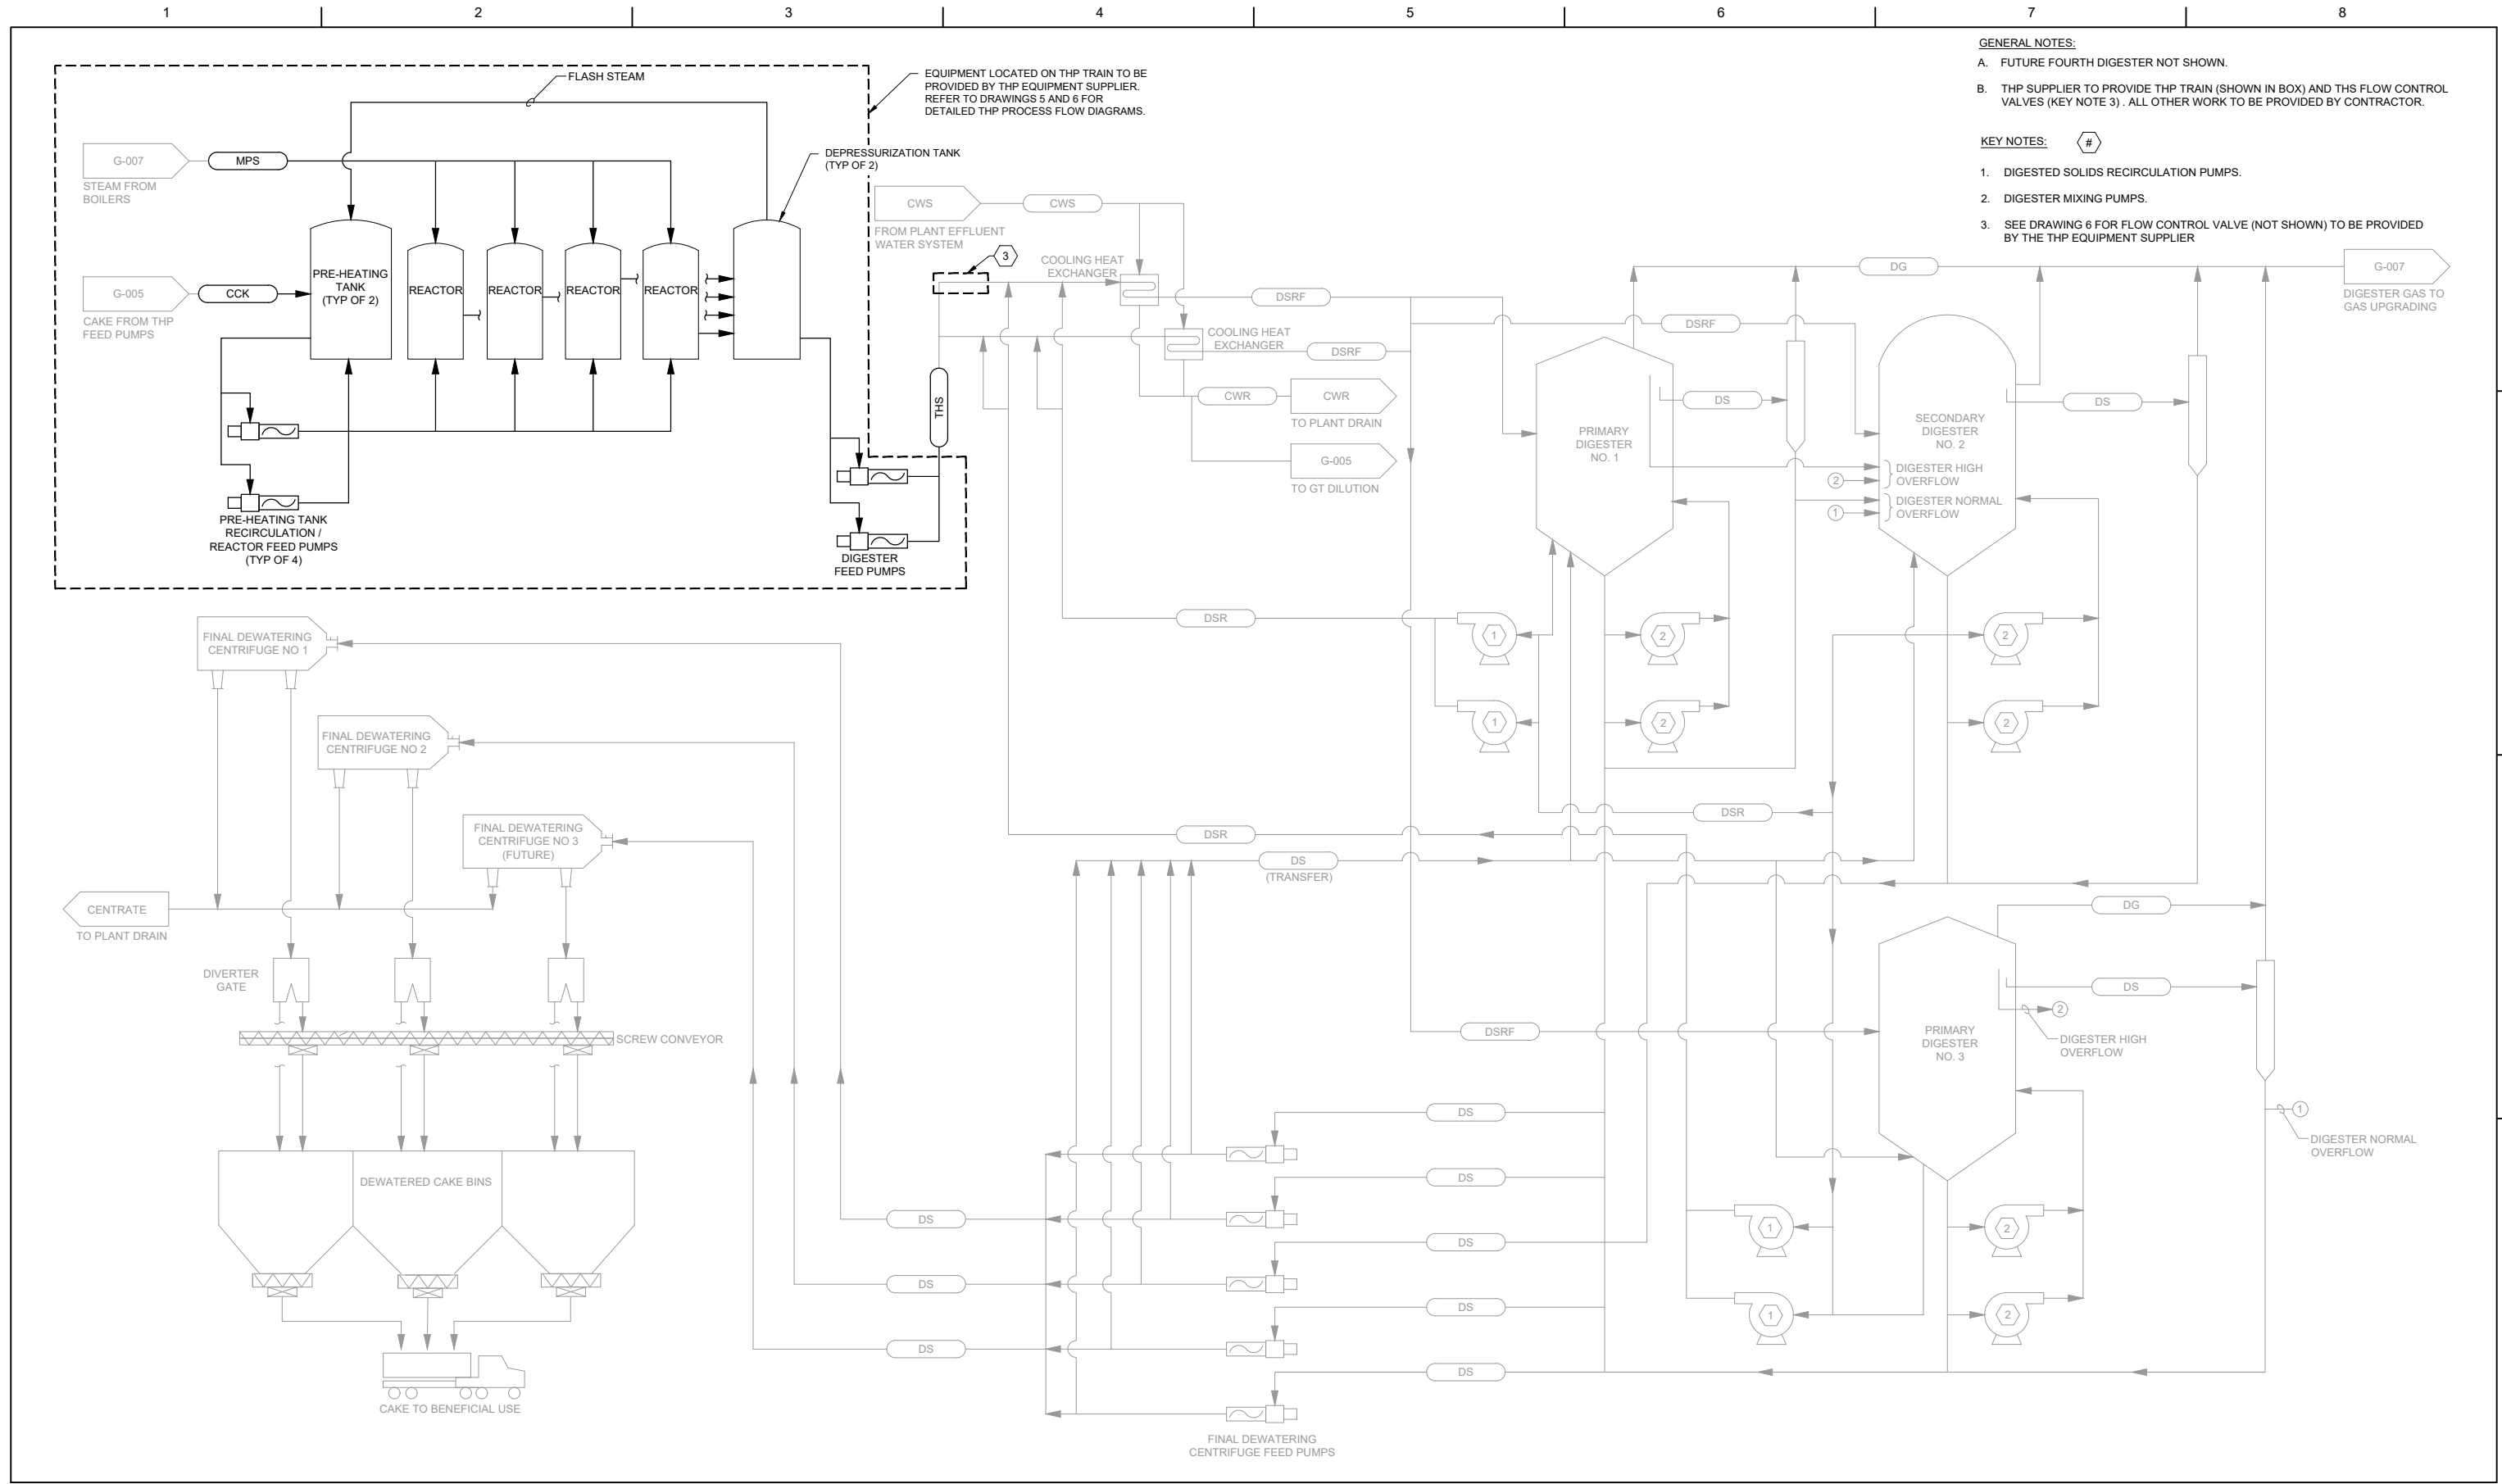 1
2
3
4
5
6
7
8
GENERAL NOTES:
A. FUTURE FOURTH DIGESTER NOT SHOWN.
B. THP SUPPLIER TO PROVIDE THP TRAIN (SHOWN IN BOX) AND THS FLOW CONTROL
VALVES (KEY NOTE 3) . ALL OTHER WORK TO BE PROVIDED BY CONTRACTOR.
KEY NOTES: #
1. DIGESTED SOLIDS RECIRCULATION PUMPS.
2. DIGESTER MIXING PUMPS.
3. SEE DRAWING 6 FOR FLOW CONTROL VALVE (NOT SHOWN) TO BE PROVIDED
BY THE THP EQUIPMENT SUPPLIER
FLASH STEAM
EQUIPMENT LOCATED ON THP TRAIN TO BE
PROVIDED BY THP EQUIPMENT SUPPLIER.
REFER TO DRAWINGS 5 AND 6 FOR
DETAILED THP PROCESS FLOW DIAGRAMS.
G-007
MPS
STEAM FROM
BOILERS
DEPRESSURIZATION TANK
(TYP OF 2)
G-005
CCK
CAKE FROM THP
FEED PUMPS
PRE-HEATING
TANK
(TYP OF 2)
REACTOR
REACTOR
REACTOR
REACTOR
PRE-HEATING TANK
RECIRCULATION /
REACTOR FEED PUMPS
(TYP OF 4)
DIGESTER
FEED PUMPS
THS
3
CWS
CWS
FROM PLANT EFFLUENT
WATER SYSTEM
COOLING HEAT
EXCHANGER
COOLING HEAT
EXCHANGER
DSRF
DSRF
DSRF
CWR
CWR
TO PLANT DRAIN
G-005
TO GT DILUTION
DG
G-007
DIGESTER GAS TO
GAS UPGRADING
PRIMARY
DIGESTER
NO. 1
DS
SECONDARY
DIGESTER
NO. 2
DS
DIGESTER HIGH
OVERFLOW
2
DIGESTER NORMAL
OVERFLOW
1
DSR
1
2
2
1
2
2
DSR
DSR
DS
(TRANSFER)
FINAL DEWATERING
CENTRIFUGE NO 1
FINAL DEWATERING
CENTRIFUGE NO 2
FINAL DEWATERING
CENTRIFUGE NO 3
(FUTURE)
CENTRATE
TO PLANT DRAIN
DIVERTER
GATE
SCREW CONVEYOR
DEWATERED CAKE BINS
CAKE TO BENEFICIAL USE
DG
DS
DSRF
PRIMARY
DIGESTER
NO. 3
2
DIGESTER HIGH
OVERFLOW
1
DIGESTER NORMAL
OVERFLOW
DS
DS
DS
DS
DS
DS
DS
DS
1
2
1
2
FINAL DEWATERING
CENTRIFUGE FEED PUMPS